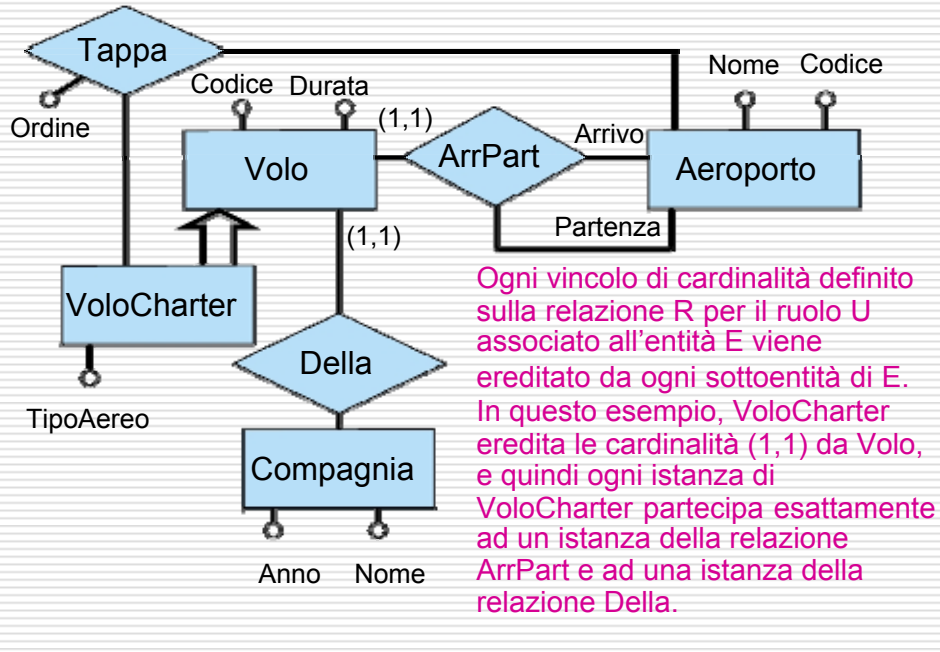 Tappa
Nome Codice
Codice Durata
Ordine
(1,1)
Volo
ArrPart
Arrivo
Aeroporto
Partenza
(1,1)
VoloCharter
TipoAereo
Della
Compagnia
Anno Nome
Ogni vincolo di cardinalità definito
sulla relazione R per il ruolo U
associato all'entità E viene
ereditato da ogni sottoentità di E.
In questo esempio, VoloCharter
eredita le cardinalità (1,1) da Volo,
e quindi ogni istanza di
VoloCharter partecipa esattamente
ad un istanza della relazione
ArrPart e ad una istanza della
relazione Della.